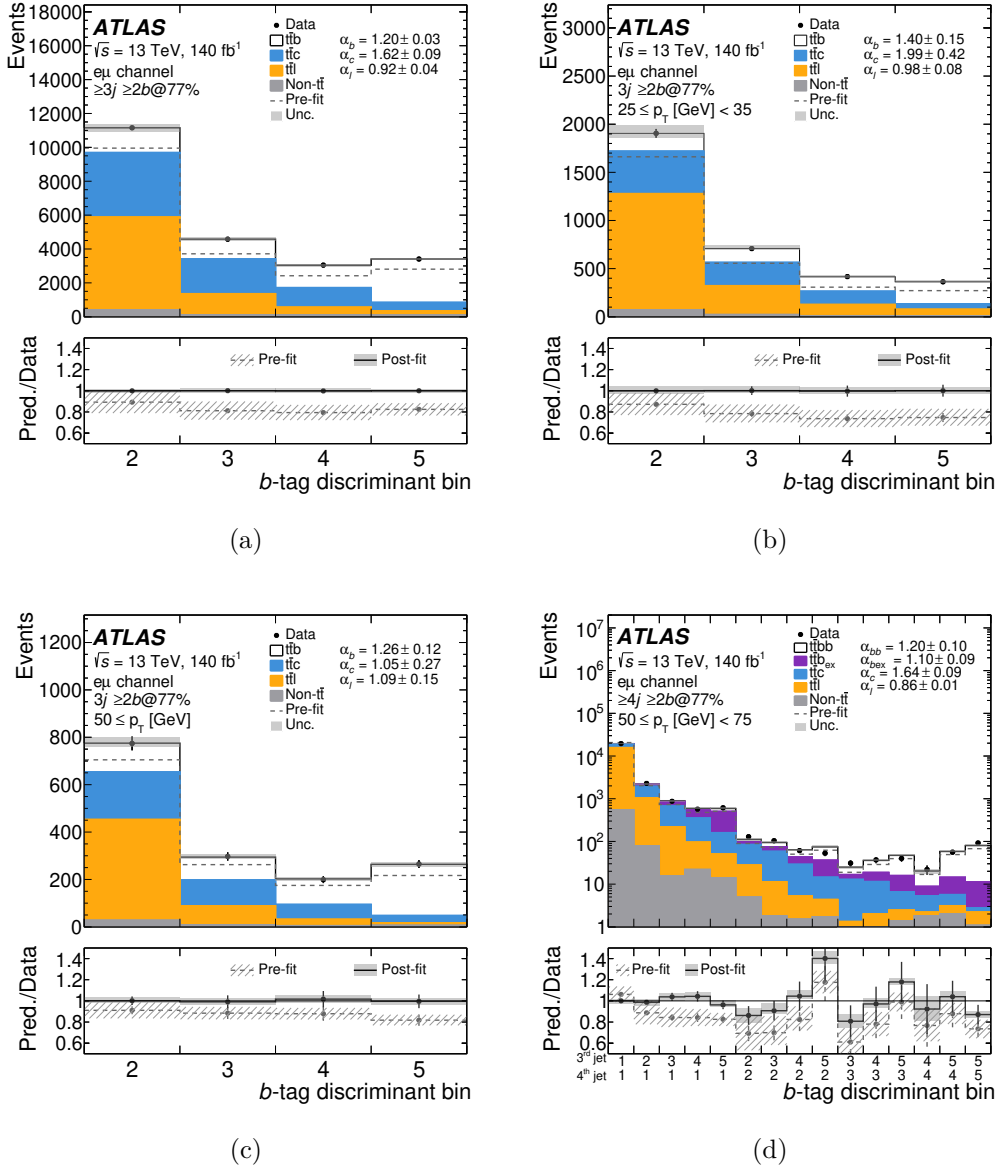 Events
18000
16000
14000
12000
10000
8000
6000
4000
2000
0
ATLAS
√s = 13 TeV, 140 fb⁻¹
eμ channel
≥3j ≥2b@77%
Data
tt̄b
tt̄c
tt̄l
Non-tt̄
Pre-fit
Unc.
α_b = 1.20± 0.03
α_c = 1.62± 0.09
α_l = 0.92± 0.04
Pred./Data
1.4
1.2
1
0.8
0.6
Pre-fit Post-fit
2 3 4 5
b-tag discriminant bin
(a)
Events
3000
2500
2000
1500
1000
500
0
ATLAS
√s = 13 TeV, 140 fb⁻¹
eμ channel
3j ≥2b@77%
25 ≤ p_T [GeV] < 35
Data
tt̄b
tt̄c
tt̄l
Non-tt̄
Pre-fit
Unc.
α_b = 1.40± 0.15
α_c = 1.99± 0.42
α_l = 0.98± 0.08
Pred./Data
1.4
1.2
1
0.8
0.6
Pre-fit Post-fit
2 3 4 5
b-tag discriminant bin
(b)
Events
1200
1000
800
600
400
200
0
ATLAS
√s = 13 TeV, 140 fb⁻¹
eμ channel
3j ≥2b@77%
50 ≤ p_T [GeV]
Data
tt̄b
tt̄c
tt̄l
Non-tt̄
Pre-fit
Unc.
α_b = 1.26± 0.12
α_c = 1.05± 0.27
α_l = 1.09± 0.15
Pred./Data
1.4
1.2
1
0.8
0.6
Pre-fit Post-fit
2 3 4 5
b-tag discriminant bin
(c)
Events
10⁷
10⁶
10⁵
10⁴
10³
10²
10
1
ATLAS
√s = 13 TeV, 140 fb⁻¹
eμ channel
≥4j ≥2b@77%
50 ≤ p_T [GeV] < 75
Data
tt̄bb
tt̄b_ex
tt̄c
tt̄l
Non-tt̄
Pre-fit
Unc.
α_bb = 1.20± 0.10
α_bex = 1.10± 0.09
α_c = 1.64± 0.09
α_l = 0.86± 0.01
Pred./Data
1.4
1.2
1
0.8
0.6
Pre-fit Post-fit
3rd jet 1 2 3 4 5 2 3 4 5 3 4 5 4 5 5
4th jet 1 1 1 1 1 2 2 2 2 3 3 3 4 4 5
b-tag discriminant bin
(d)